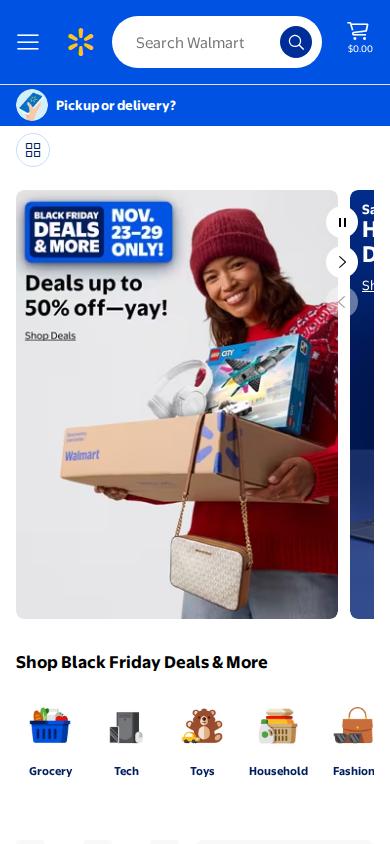 Search Walmart
$0.00
Pickup or delivery?
BLACK FRIDAY
DEALS
& MORE
NOV.
23–29
ONLY!
Deals up to
50% off—yay!
Shop Deals
LEGO
CITY
Walmart
Shop Black Friday Deals & More
Grocery
Tech
Toys
Household
Fashion